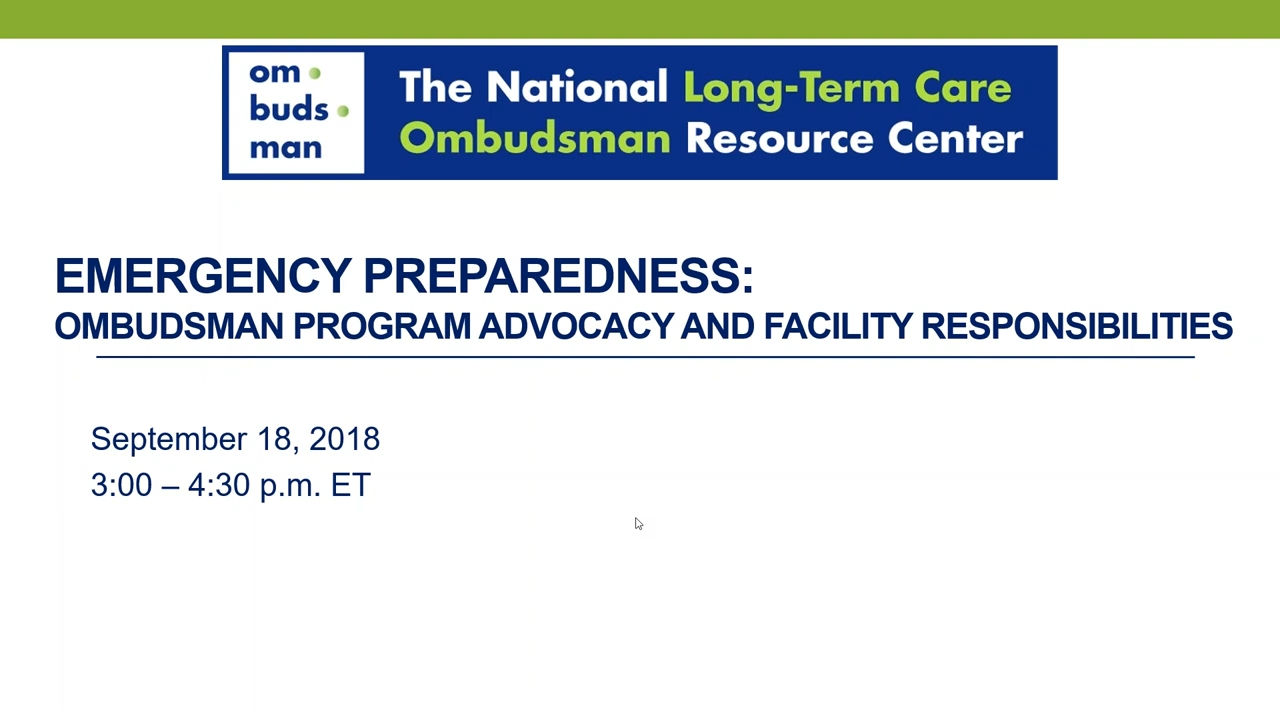 om
buds
man
The National Long-Term Care
Ombudsman Resource Center
EMERGENCY PREPAREDNESS:
OMBUDSMAN PROGRAM ADVOCACY AND FACILITY RESPONSIBILITIES
September 18, 2018
3:00 – 4:30 p.m. ET